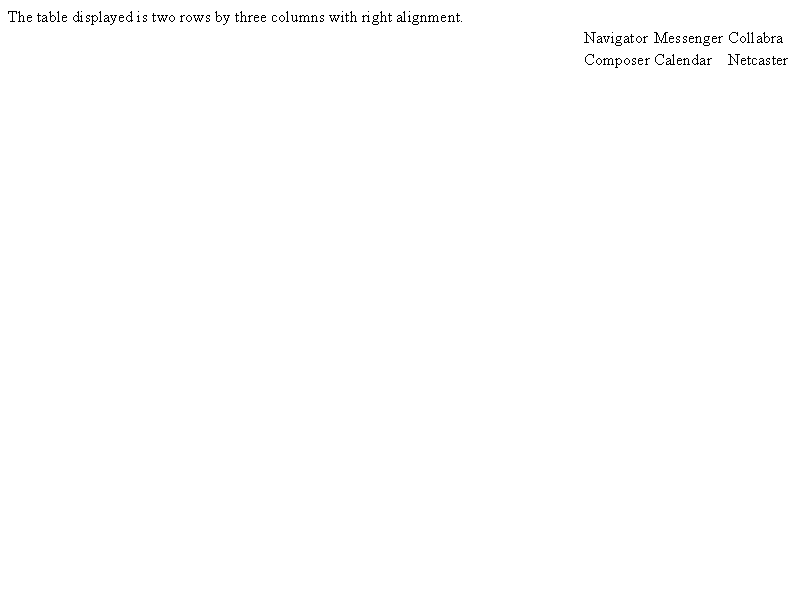 The table displayed is two rows by three columns with right alignment.
Navigator Messenger Collabra
Composer Calendar Netcaster